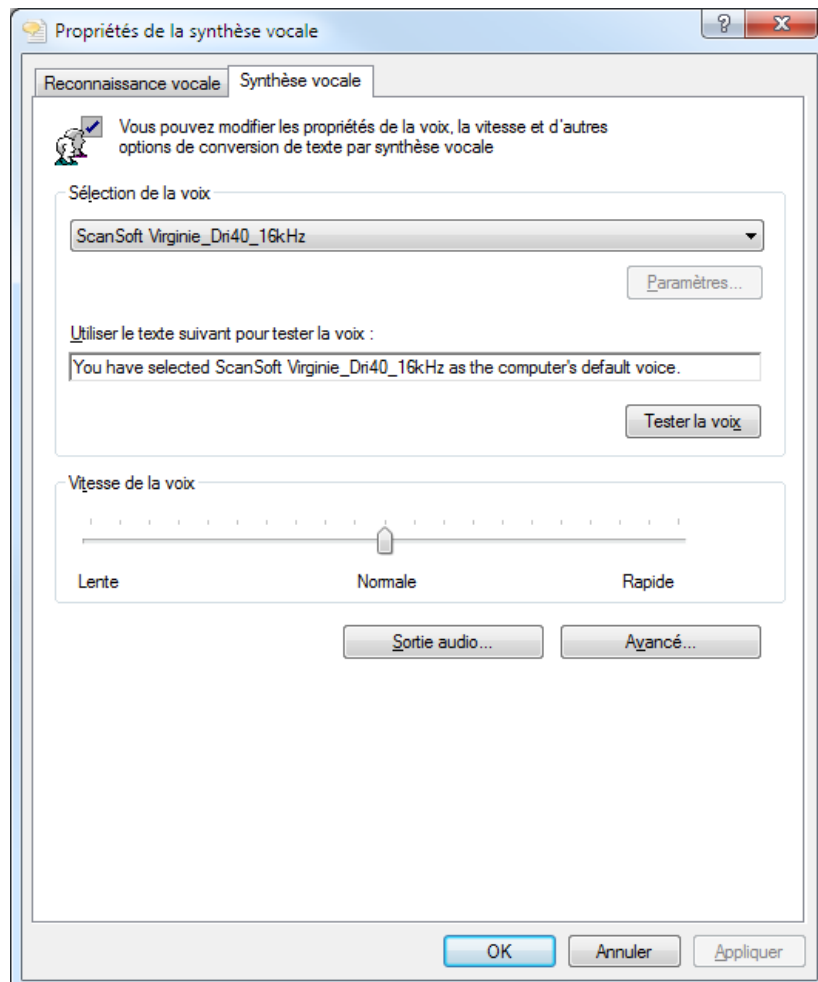 Propriétés de la synthèse vocale
Reconnaissance vocale
Synthèse vocale
Vous pouvez modifier les propriétés de la voix, la vitesse et d'autres
options de conversion de texte par synthèse vocale
Sélection de la voix
ScanSoft Virginie_Dri40_16kHz
Paramètres...
Utiliser le texte suivant pour tester la voix :
You have selected ScanSoft Virginie_Dri40_16kHz as the computer's default voice.
Tester la voix
Vitesse de la voix
Lente Normale Rapide
Sortie audio... Avancé...
OK Annuler Appliquer